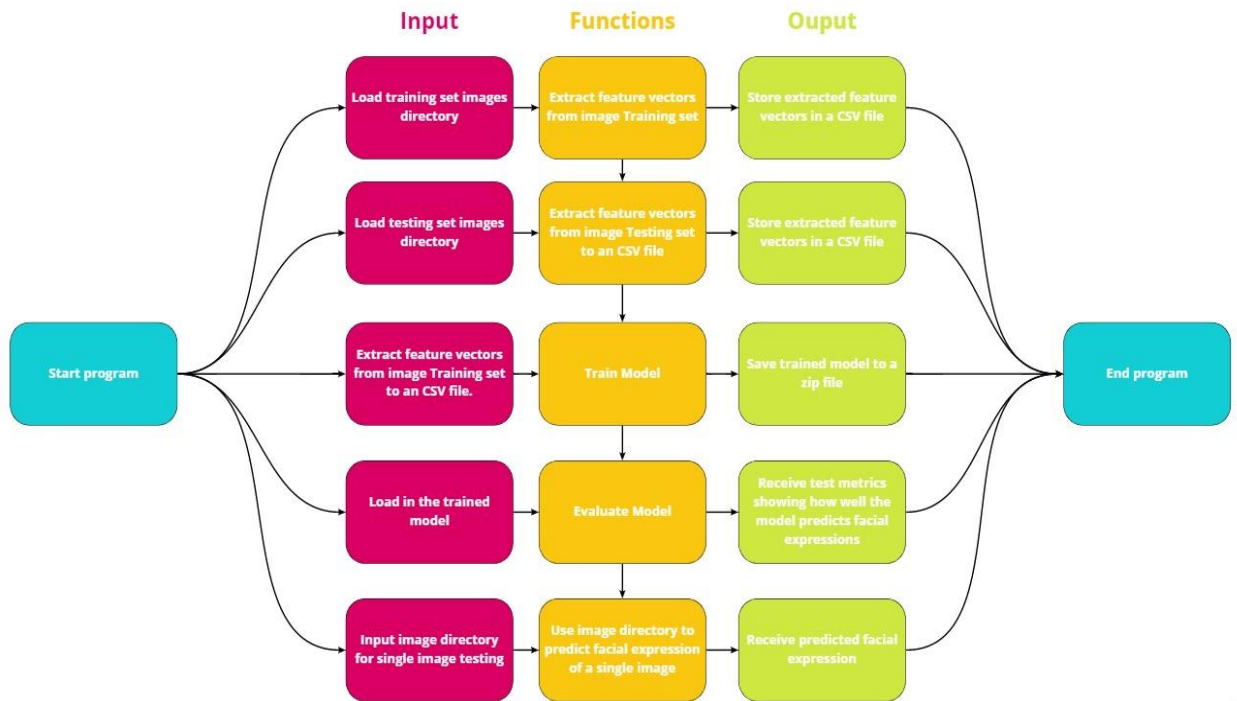 Input
Functions
Ouput
Load training set images
directory
Extract feature vectors
from image Training set
Store extracted feature
vectors in a CSV file
Load testing set images
directory
Extract feature vectors
from image Testing set
to an CSV file
Store extracted feature
vectors in a CSV file
Start program
Extract feature vectors
from image Training set
to an CSV file.
Train Model
Save trained model to a
zip file
End program
Load in the trained
model
Evaluate Model
Receive test metrics
showing how well the
model predicts facial
expressions
Input image directory
for single image testing
Use image directory to
predict facial expression
of a single image
Receive predicted facial
expression